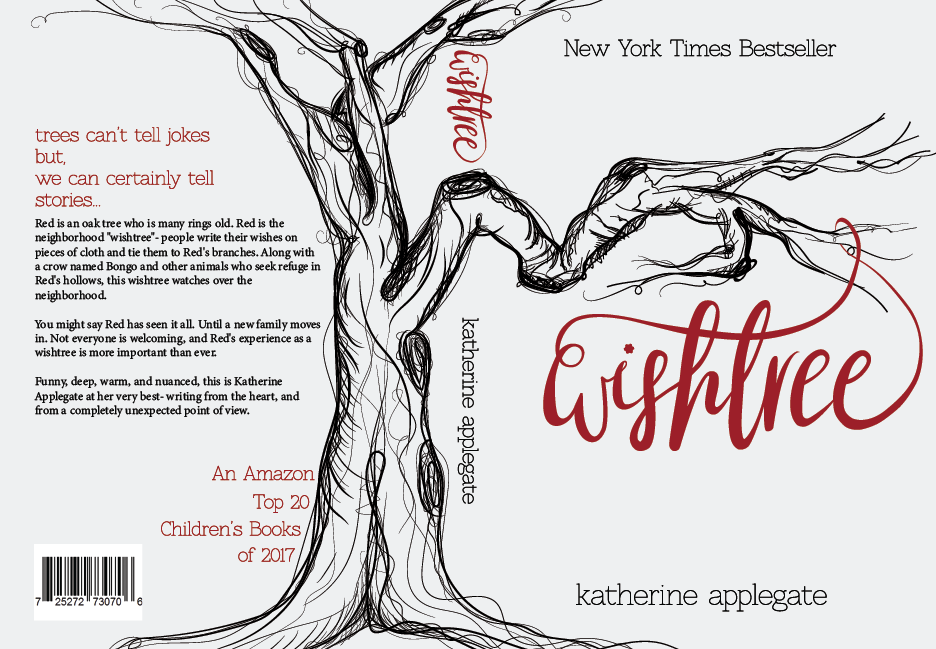 trees can't tell jokes
but,
we can certainly tell
stories...
Red is an oak tree who is many rings old. Red is the
neighborhood "wishtree"- people write their wishes on
pieces of cloth and tie them to Red's branches. Along with
a crow named Bongo and other animals who seek refuge in
Red's hollows, this wishtree watches over the
neighborhood.
You might say Red has seen it all. Until a new family moves
in. Not everyone is welcoming, and Red's experience as a
wishtree is more important than ever.
Funny, deep, warm, and nuanced, this is Katherine
Applegate at her very best- writing from the heart, and
from a completely unexpected point of view.
An Amazon
Top 20
Children's Books
of 2017
7 25272 73070 6
wishtree
katherine applegate
New York Times Bestseller
wishtree
katherine applegate